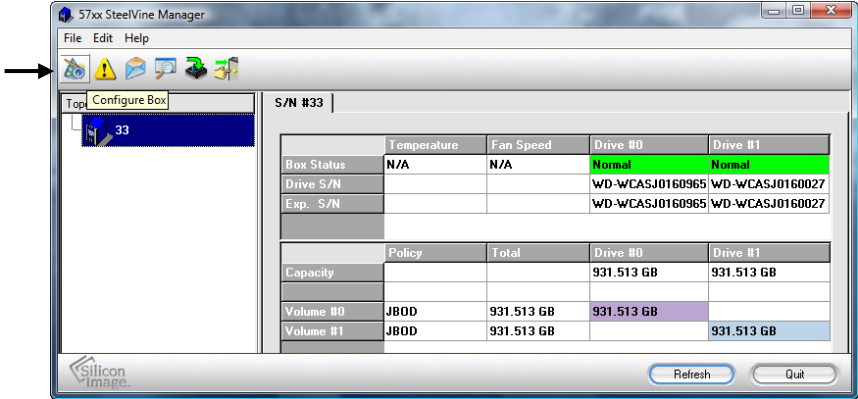 57xx SteelVine Manager
File Edit Help
Configure Box
S/N #33
33
Temperature Fan Speed Drive #0 Drive #1
Box Status N/A N/A Normal Normal
Drive S/N WD-WCASJ0160965 WD-WCASJ0160027
Exp. S/N WD-WCASJ0160965 WD-WCASJ0160027
Policy Total Drive #0 Drive #1
Capacity 931.513 GB 931.513 GB
Volume #0 JBOD 931.513 GB 931.513 GB
Volume #1 JBOD 931.513 GB 931.513 GB
Silicon Image. Refresh Quit